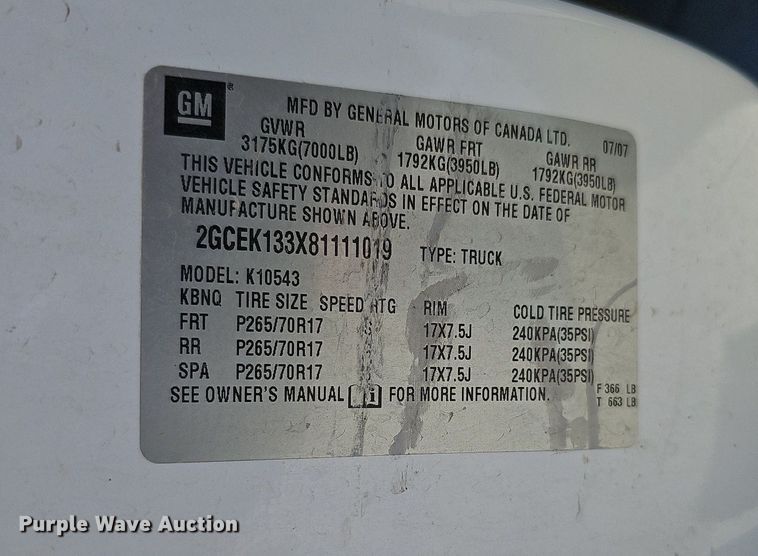 GM ®
MFD BY GENERAL MOTORS OF CANADA LTD. 07/07
GVWR GAWR FRT GAWR RR
3175KG(7000LB) 1792KG(3950LB) 1792KG(3950LB)
THIS VEHICLE CONFORMS TO ALL APPLICABLE U.S. FEDERAL MOTOR
VEHICLE SAFETY STANDARDS IN EFFECT ON THE DATE OF
MANUFACTURE SHOWN ABOVE.
2GCEK133X81111019 TYPE: TRUCK
MODEL: K10543
KBNQ TIRE SIZE SPEED RTG RIM COLD TIRE PRESSURE
FRT P265/70R17 S 17X7.5J 240KPA(35PSI)
RR P265/70R17 S 17X7.5J 240KPA(35PSI)
SPA P265/70R17 17X7.5J 240KPA(35PSI)
SEE OWNER'S MANUAL i FOR MORE INFORMATION.
F 366 LB
T 663 LB
Purple Wave Auction